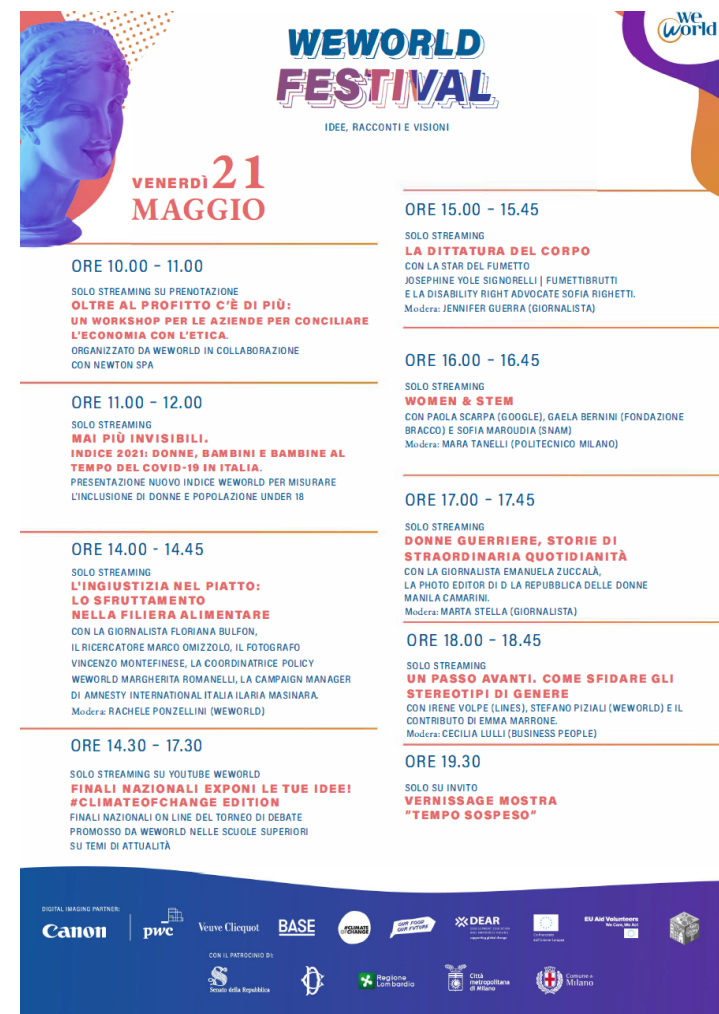 we
world
WEWORLD
FESTIVAL
IDEE, RACCONTI E VISIONI
VENERDÌ 21
MAGGIO
ORE 10.00 – 11.00
SOLO STREAMING SU PRENOTAZIONE
OLTRE AL PROFITTO C'È DI PIÙ:
UN WORKSHOP PER LE AZIENDE PER CONCILIARE
L'ECONOMIA CON L'ETICA.
ORGANIZZATO DA WEWORLD IN COLLABORAZIONE
CON NEWTON SPA
ORE 11.00 – 12.00
SOLO STREAMING
MAI PIÙ INVISIBILI.
INDICE 2021: DONNE, BAMBINI E BAMBINE AL
TEMPO DEL COVID-19 IN ITALIA.
PRESENTAZIONE NUOVO INDICE WEWORLD PER MISURARE
L'INCLUSIONE DI DONNE E POPOLAZIONE UNDER 18
ORE 14.00 - 14.45
SOLO STREAMING
L'INGIUSTIZIA NEL PIATTO:
LO SFRUTTAMENTO
NELLA FILIERA ALIMENTARE
CON LA GIORNALISTA FLORIANA BULFON,
IL RICERCATORE MARCO OMIZZOLO, IL FOTOGRAFO
VINCENZO MONTEFINESE, LA COORDINATRICE POLICY
WEWORLD MARGHERITA ROMANELLI, LA CAMPAIGN MANAGER
DI AMNESTY INTERNATIONAL ITALIA ILARIA MASINARA.
Modera: RACHELE PONZELLINI (WEWORLD)
ORE 14.30 – 17.30
SOLO STREAMING SU YOUTUBE WEWORLD
FINALI NAZIONALI EXPONI LE TUE IDEE!
#CLIMATEOFCHANGE EDITION
FINALI NAZIONALI ON LINE DEL TORNEO DI DEBATE
PROMOSSO DA WEWORLD NELLE SCUOLE SUPERIORI
SU TEMI DI ATTUALITÀ
ORE 15.00 – 15.45
SOLO STREAMING
LA DITTATURA DEL CORPO
CON LA STAR DEL FUMETTO
JOSEPHINE YOLE SIGNORELLI | FUMETTIBRUTTI
E LA DISABILITY RIGHT ADVOCATE SOFIA RIGHETTI.
Modera: JENNIFER GUERRA (GIORNALISTA)
ORE 16.00 – 16.45
SOLO STREAMING
WOMEN & STEM
CON PAOLA SCARPA (GOOGLE), GAELA BERNINI (FONDAZIONE
BRACCO) E SOFIA MAROUDIA (SNAM)
Modera: MARA TANELLI (POLITECNICO MILANO)
ORE 17.00 – 17.45
SOLO STREAMING
DONNE GUERRIERE, STORIE DI
STRAORDINARIA QUOTIDIANITÀ
CON LA GIORNALISTA EMANUELA ZUCCALÀ,
LA PHOTO EDITOR DI D LA REPUBBLICA DELLE DONNE
MANILA CAMARINI.
Modera: MARTA STELLA (GIORNALISTA)
ORE 18.00 – 18.45
SOLO STREAMING
UN PASSO AVANTI. COME SFIDARE GLI
STEREOTIPI DI GENERE
CON IRENE VOLPE (LINES), STEFANO PIZIALI (WEWORLD) E IL
CONTRIBUTO DI EMMA MARRONE.
Modera: CECILIA LULLI (BUSINESS PEOPLE)
ORE 19.30
SOLO SU INVITO
VERNISSAGE MOSTRA
"TEMPO SOSPESO"
DIGITAL IMAGING PARTNER:
Canon
pwc
Veuve Clicquot
BASE
#CLIMATE
OFCHANGE
OUR FOOD
OUR FUTURE
DEAR
EU Aid Volunteers
We Care, We Act
CON IL PATROCINIO DI:
Senato della Repubblica
Regione
Lombardia
Città
metropolitana
di Milano
Comune di
Milano